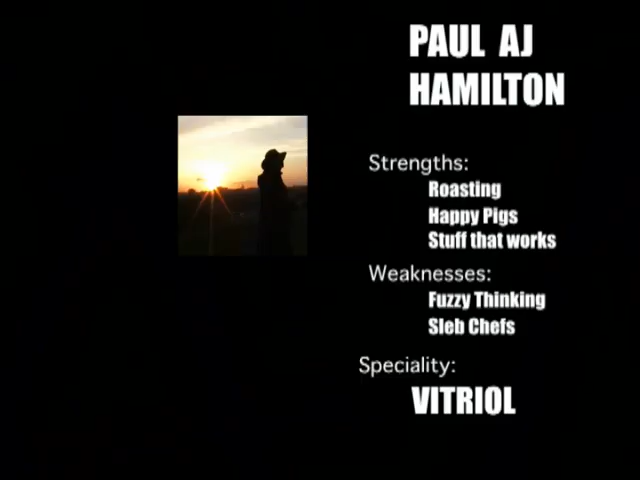 PAUL AJ
HAMILTON
Strengths:
Roasting
Happy Pigs
Stuff that works
Weaknesses:
Fuzzy Thinking
Sleb Chefs
Speciality:
VITRIOL